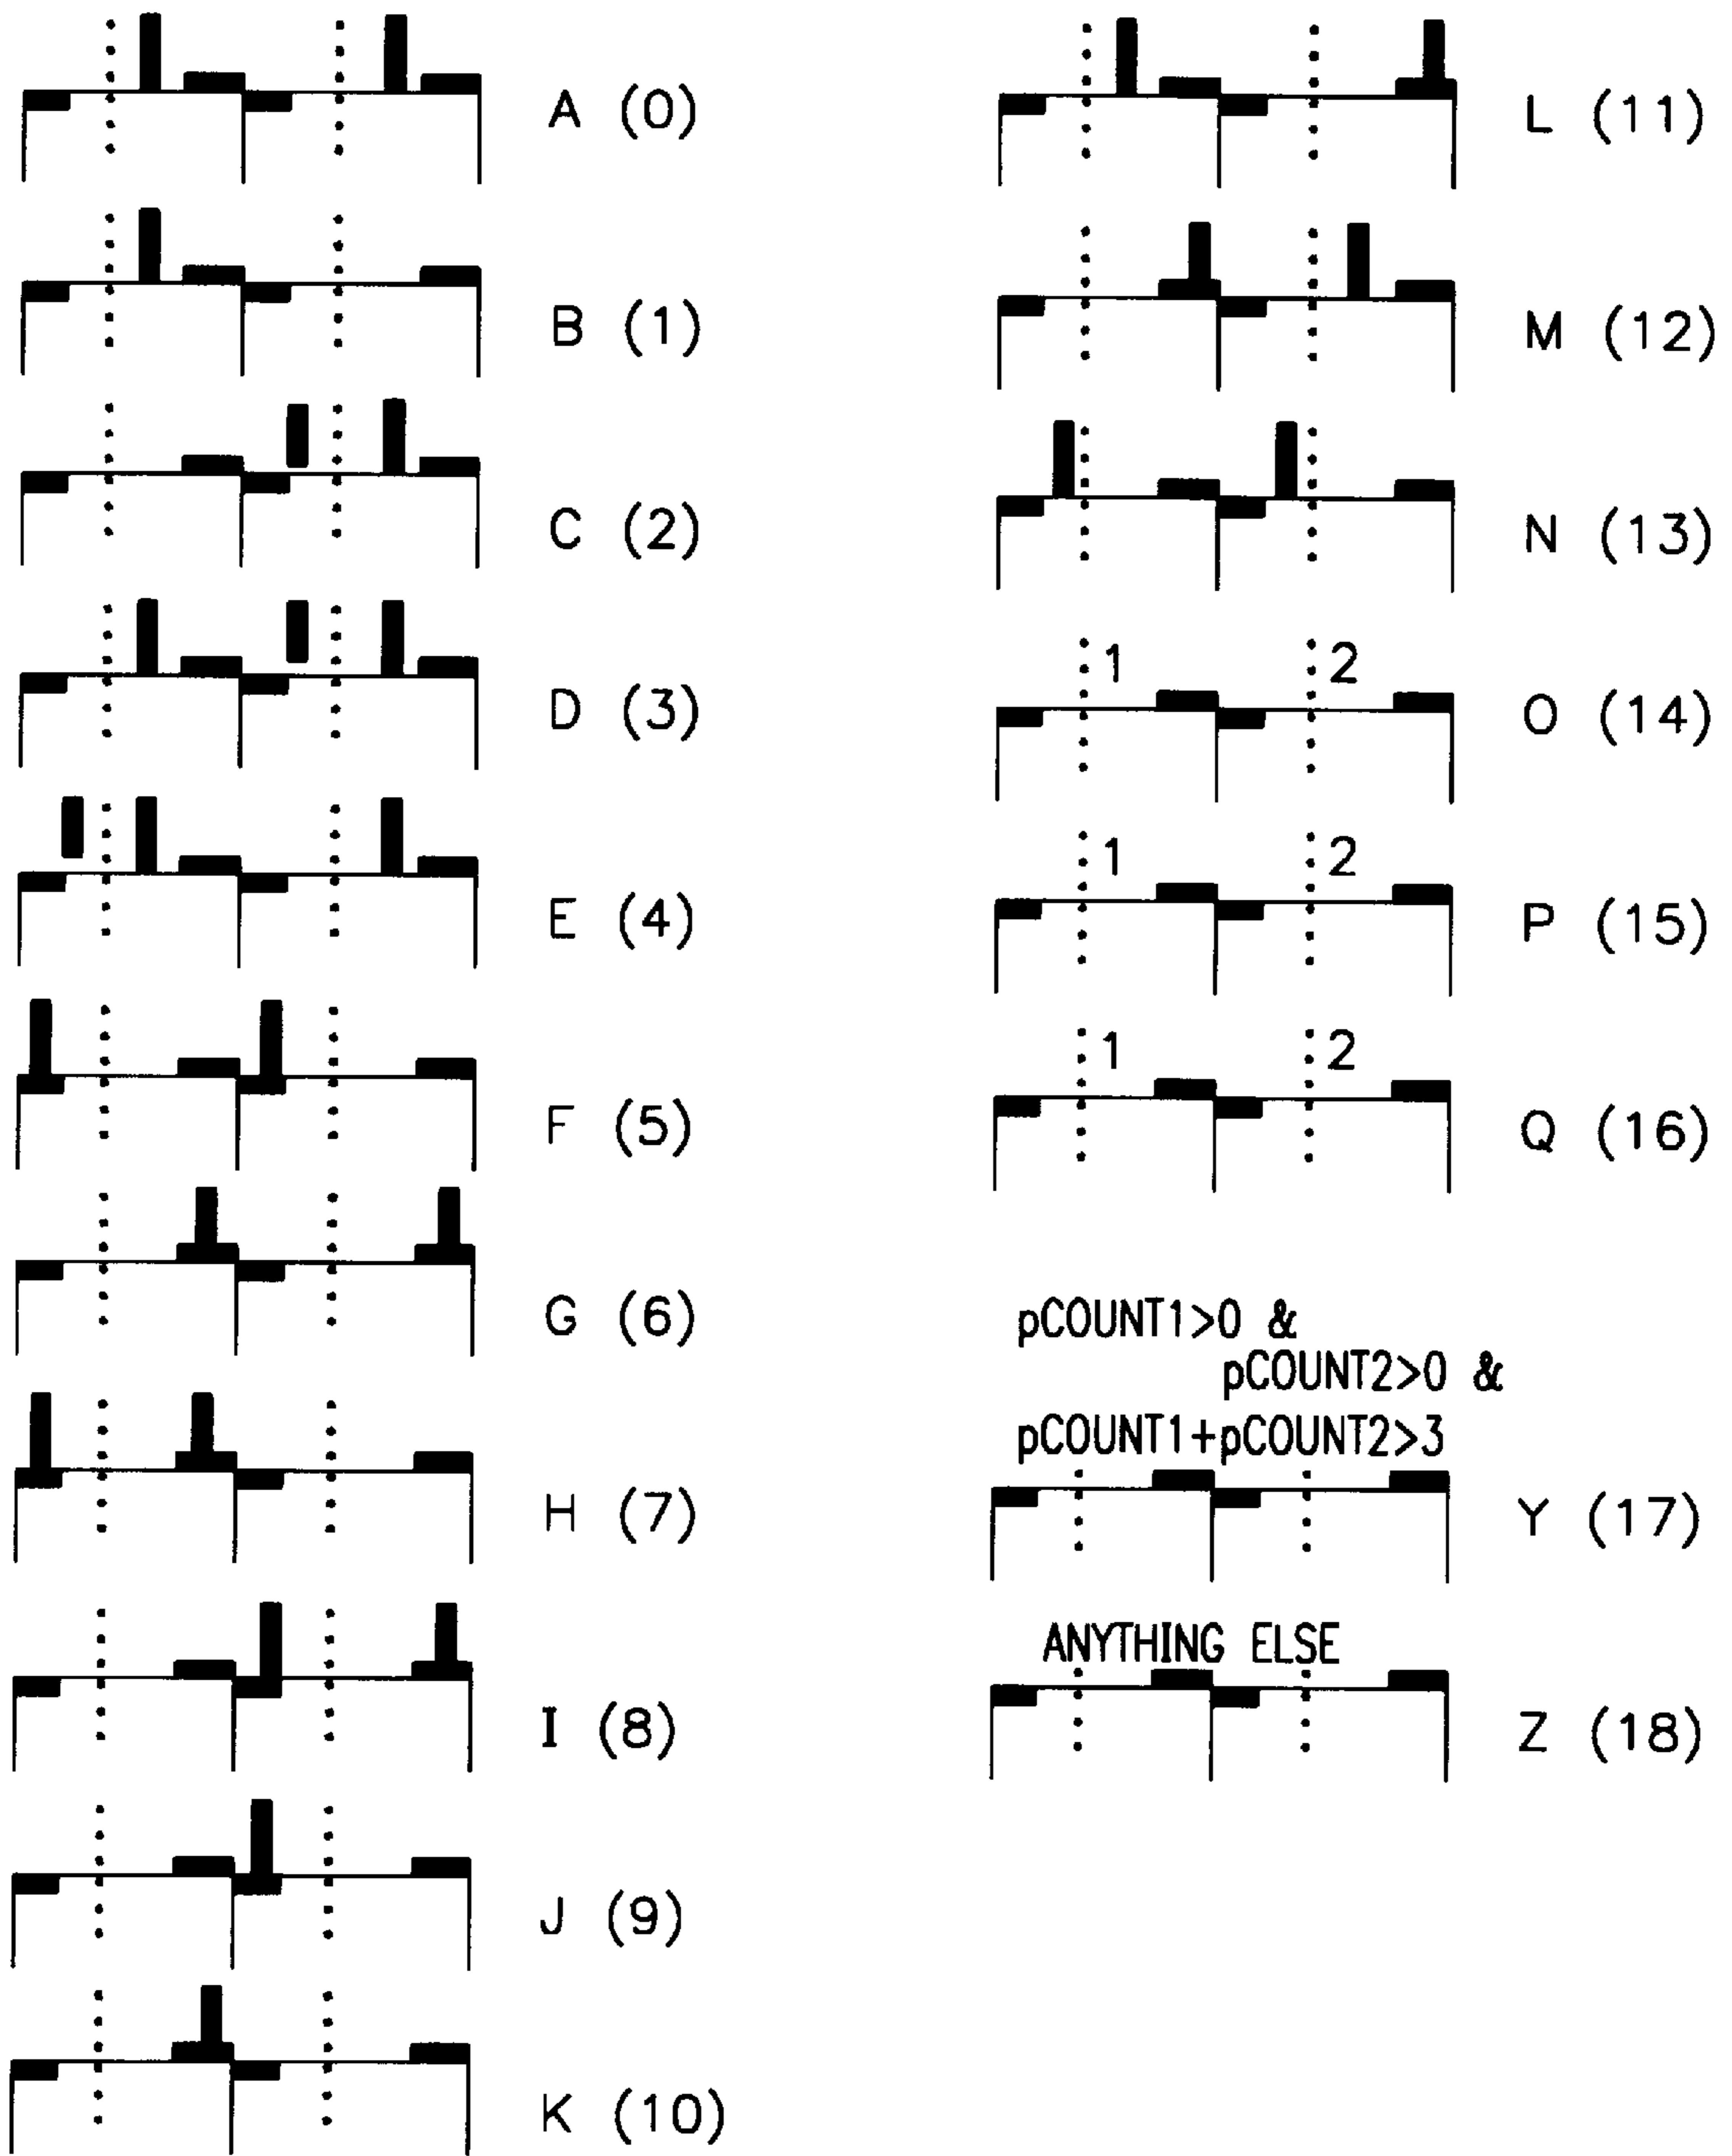 A (0)
B (1)
C (2)
D (3)
E (4)
F (5)
G (6)
H (7)
I (8)
J (9)
K (10)
L (11)
M (12)
N (13)
1 2
O (14)
1 2
P (15)
1 2
Q (16)
pCOUNT1>0 &
pCOUNT2>0 &
pCOUNT1+pCOUNT2>3
Y (17)
ANYTHING ELSE
Z (18)